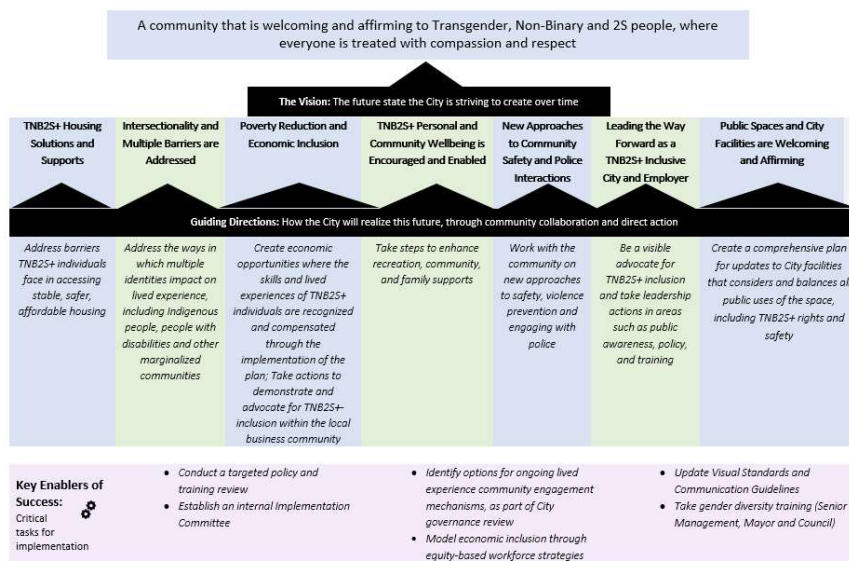 A community that is welcoming and affirming to Transgender, Non-Binary and 2S people, where
everyone is treated with compassion and respect
The Vision: The future state the City is striving to create over time
TNB2S+ Housing
Solutions and
Supports
Intersectionality and
Multiple Barriers are
Addressed
Poverty Reduction and
Economic Inclusion
TNB2S+ Personal and
Community Wellbeing is
Encouraged and Enabled
New Approaches
to Community
Safety and Police
Interactions
Leading the Way
Forward as a
TNB2S+ Inclusive
City and Employer
Public Spaces and City
Facilities are Welcoming
and Affirming
Guiding Directions: How the City will realize this future, through community collaboration and direct action
Address barriers
TNB2S+ individuals
face in accessing
stable, safer,
affordable housing
Address the ways in
which multiple
identities impact on
lived experience,
including Indigenous
people, people with
disabilities and other
marginalized
communities
Create economic
opportunities where the
skills and lived
experiences of TNB2S+
individuals are recognized
and compensated
through the
implementation of the
plan; Take actions to
demonstrate and
advocate for TNB2S+-
inclusion within the local
business community
Take steps to enhance
recreation, community,
and family supports
Work with the
community on
new approaches
to safety, violence
prevention and
engaging with
police
Be a visible
advocate for
TNB2S+ inclusion
and take leadership
actions in areas
such as public
awareness, policy,
and training
Create a comprehensive plan
for updates to City facilities
that considers and balances al
public uses of the space,
including TNB2S+ rights and
safety
Key Enablers of
Success:
Critical
tasks for
implementation
• Conduct a targeted policy and
training review
• Establish an internal Implementation
Committee
• Identify options for ongoing lived
experience community engagement
mechanisms, as part of City
governance review
• Model economic inclusion through
equity-based workforce strategies
• Update Visual Standards and
Communication Guidelines
• Take gender diversity training (Senior
Management, Mayor and Council)